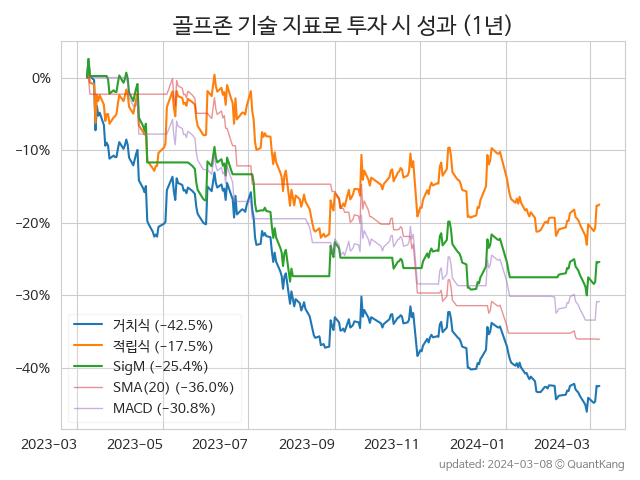 골프존 기술 지표로 투자 시 성과 (1년)
0%
−10%
−20%
−30%
−40%
거치식 (−42.5%)
적립식 (−17.5%)
SigM (−25.4%)
SMA(20) (−36.0%)
MACD (−30.8%)
2023−03 2023−05 2023−07 2023−09 2023−11 2024−01 2024−03
updated: 2024−03−08 © QuantKang